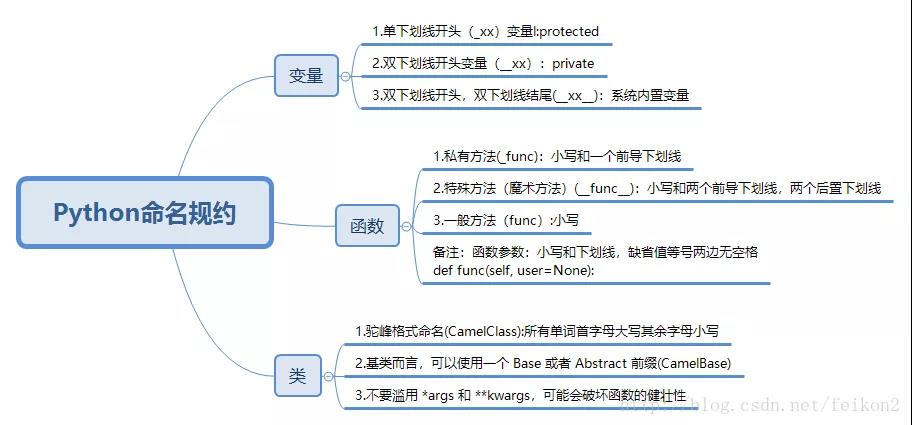 Python命名规约
变量
1.单下划线开头（_xx）变量l:protected
2.双下划线开头变量（__xx）：private
3.双下划线开头，双下划线结尾(__xx__)：系统内置变量
函数
1.私有方法(_func)：小写和一个前导下划线
2.特殊方法（魔术方法）(__func__)：小写和两个前导下划线，两个后置下划线
3.一般方法（func）:小写
备注：函数参数：小写和下划线，缺省值等号两边无空格
def func(self, user=None):
类
1.驼峰格式命名(CamelClass):所有单词首字母大写其余字母小写
2.基类而言，可以使用一个 Base 或者 Abstract 前缀(CamelBase)
3.不要滥用 *args 和 **kwargs，可能会破坏函数的健壮性
http://blog.csdn.net/feikon2